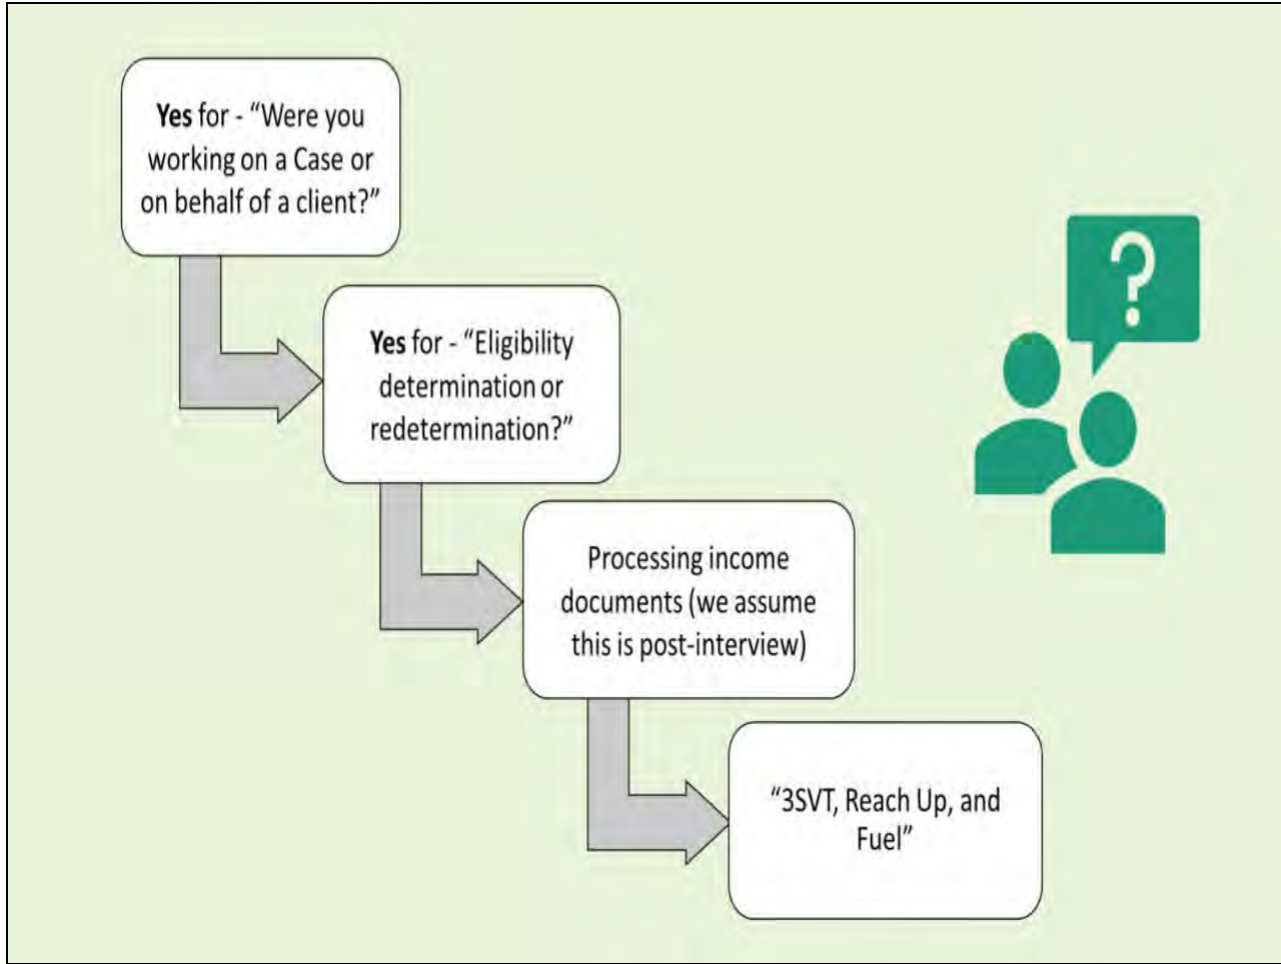 Yes for - “Were you
working on a Case or
on behalf of a client?”
Yes for - “Eligibility
determination or
redetermination?”
Processing income
documents (we assume
this is post-interview)
“3SVT, Reach Up, and
Fuel”
?